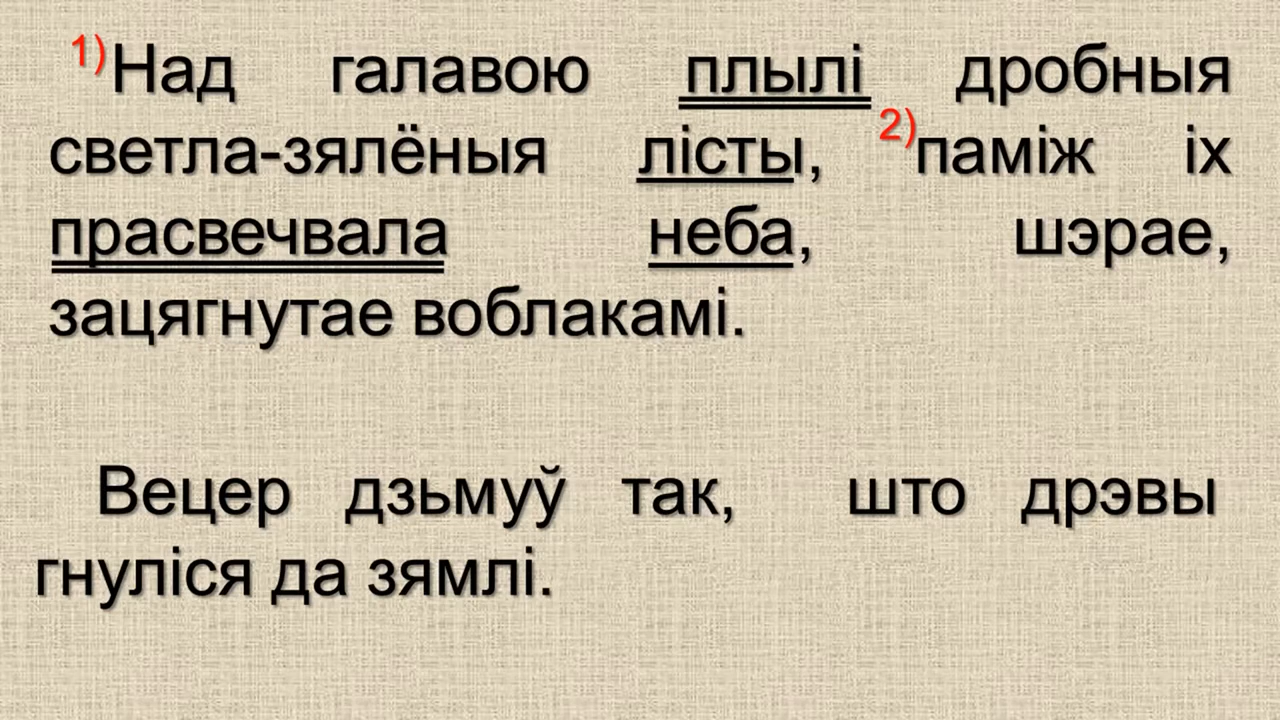 1)Над галавою плылі дробныя
светла-зялёныя лісты, 2)паміж іх
прасвечвала неба, шэрае,
зацягнутае воблакамі.
Вецер дзьмуў так, што дрэвы
гнуліся да зямлі.